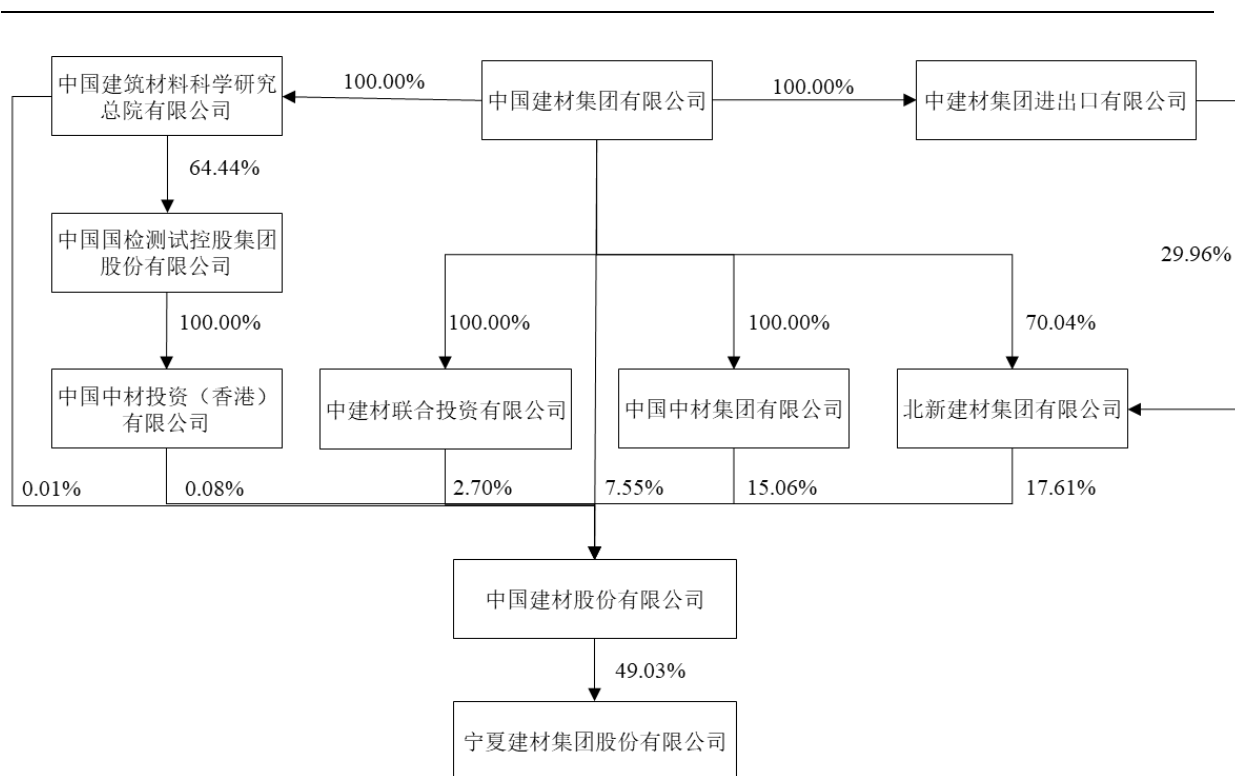 中国建筑材料科学研究
总院有限公司
100.00%
中国建材集团有限公司
100.00%
中建材集团进出口有限公司
64.44%
中国国检测试控股集团
股份有限公司
29.96%
100.00%
100.00%
100.00%
70.04%
中国中材投资（香港）
有限公司
中建材联合投资有限公司
中国中材集团有限公司
北新建材集团有限公司
0.01%
0.08%
2.70%
7.55%
15.06%
17.61%
中国建材股份有限公司
49.03%
宁夏建材集团股份有限公司